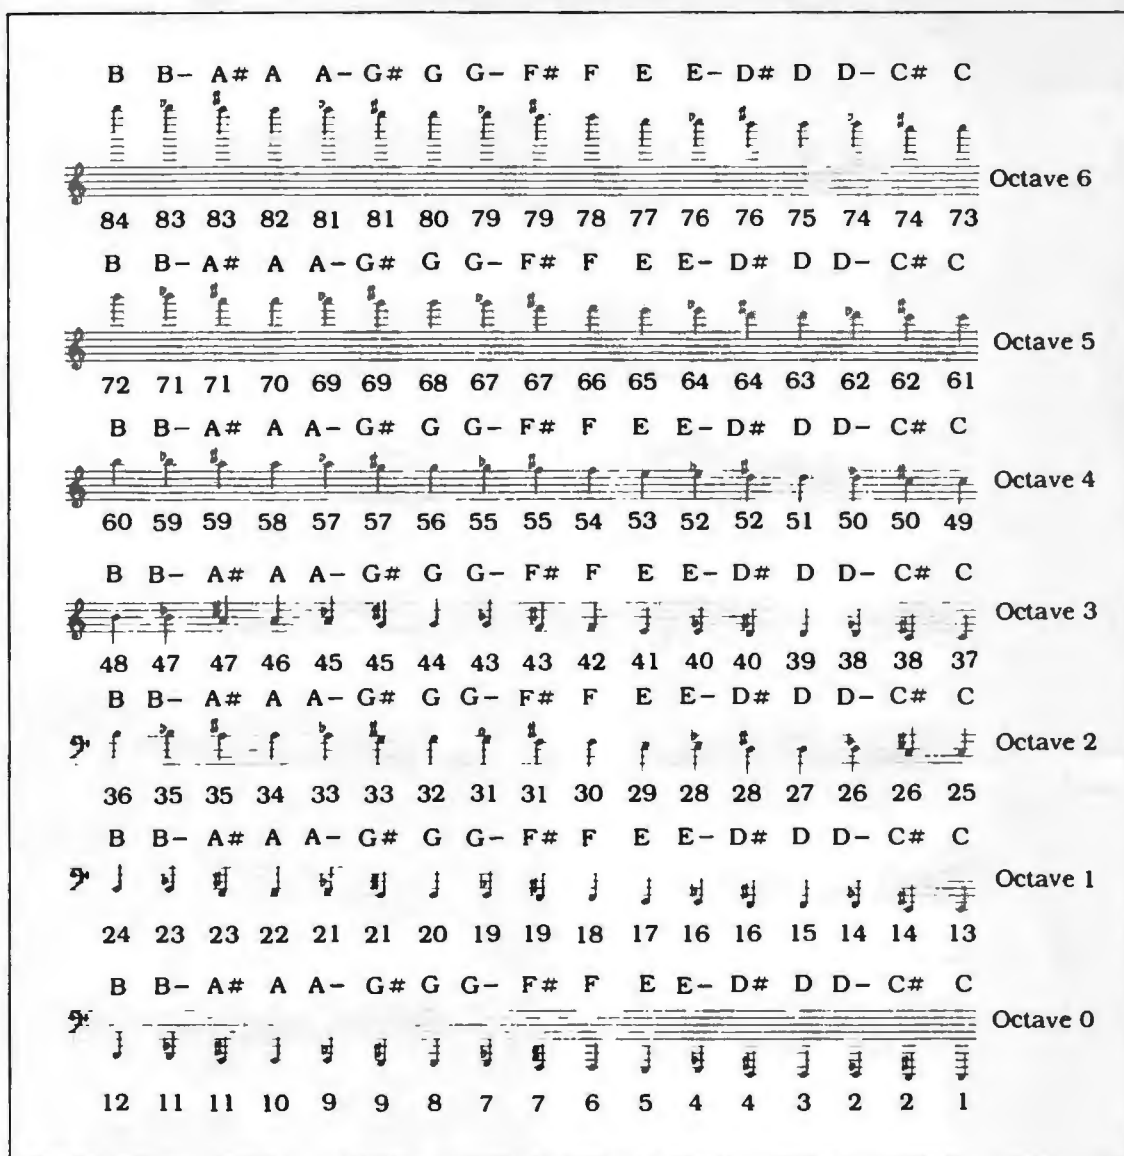 B B- A# A A- G# G G- F# F E E- D# D D- C# C
Octave 6
84 83 83 82 81 81 80 79 79 78 77 76 76 75 74 74 73
B B- A# A A- G# G G- F# F E E- D# D D- C# C
Octave 5
72 71 71 70 69 69 68 67 67 66 65 64 64 63 62 62 61
B B- A# A A- G# G G- F# F E E- D# D D- C# C
Octave 4
60 59 59 58 57 57 56 55 55 54 53 52 52 51 50 50 49
B B- A# A A- G# G G- F# F E E- D# D D- C# C
Octave 3
48 47 47 46 45 45 44 43 43 42 41 40 40 39 38 38 37
B B- A# A A- G# G G- F# F E E- D# D D- C# C
Octave 2
36 35 35 34 33 33 32 31 31 30 29 28 28 27 26 26 25
B B- A# A A- G# G G- F# F E E- D# D D- C# C
Octave 1
24 23 23 22 21 21 20 19 19 18 17 16 16 15 14 14 13
B B- A# A A- G# G G- F# F E E- D# D D- C# C
Octave 0
12 11 11 10 9 9 8 7 7 6 5 4 4 3 2 2 1